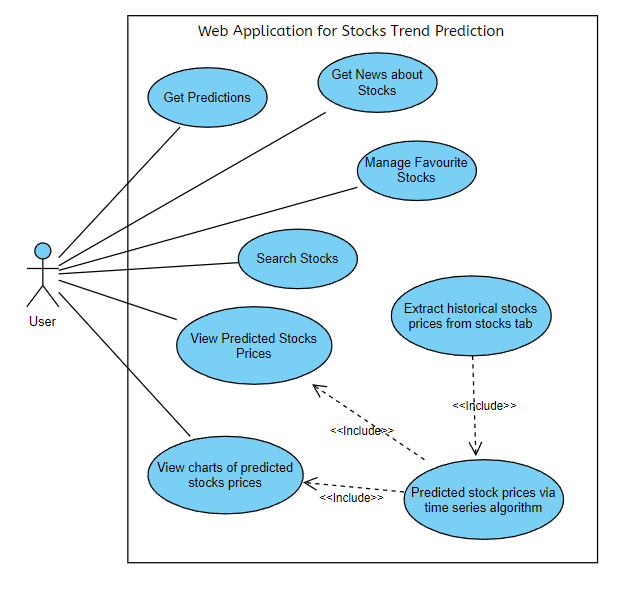 Web Application for Stocks Trend Prediction
Get Predictions
Get News about
Stocks
Manage Favourite
Stocks
Search Stocks
User
View Predicted Stocks
Prices
Extract historical stocks
prices from stocks tab
<<Include>>
<<Include>>
View charts of predicted
stocks prices
<<Include>>
Predicted stock prices via
time series algorithm